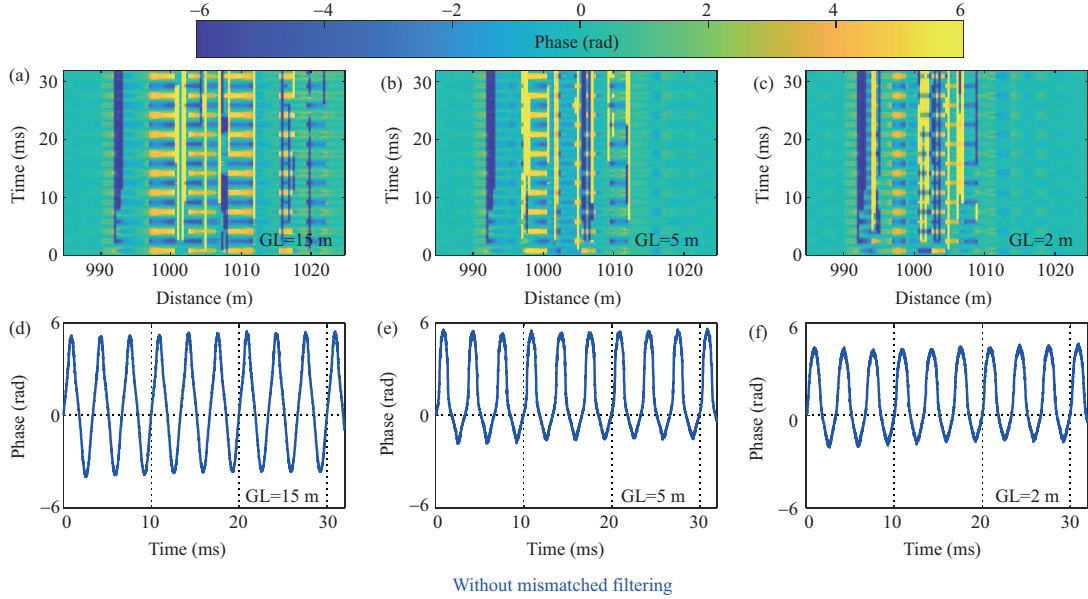 −6 −4 −2 0 2 4 6
Phase (rad)
(a) (b) (c)
30 30 30
20 20 20
10 10 10
0 0 0
Time (ms) Time (ms) Time (ms)
GL=15 m GL=5 m GL=2 m
990 1000 1010 1020 990 1000 1010 1020 990 1000 1010 1020
Distance (m) Distance (m) Distance (m)
(d) (e) (f)
6 6 6
0 0 0
−6 −6 −6
Phase (rad) Phase (rad) Phase (rad)
GL=15 m GL=5 m GL=2 m
0 10 20 30 0 10 20 30 0 10 20 30
Time (ms) Time (ms) Time (ms)
Without mismatched filtering